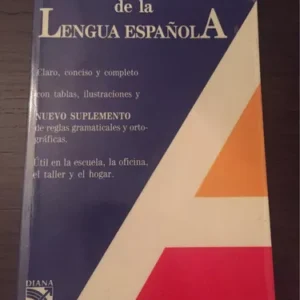 de la
LENGUA ESPAÑOLA
Claro, conciso y completo
con tablas, ilustraciones y
NUEVO SUPLEMENTO
de reglas gramaticales y orto-
gráficas.
Útil en la escuela, la oficina,
el taller y el hogar.
DIANA